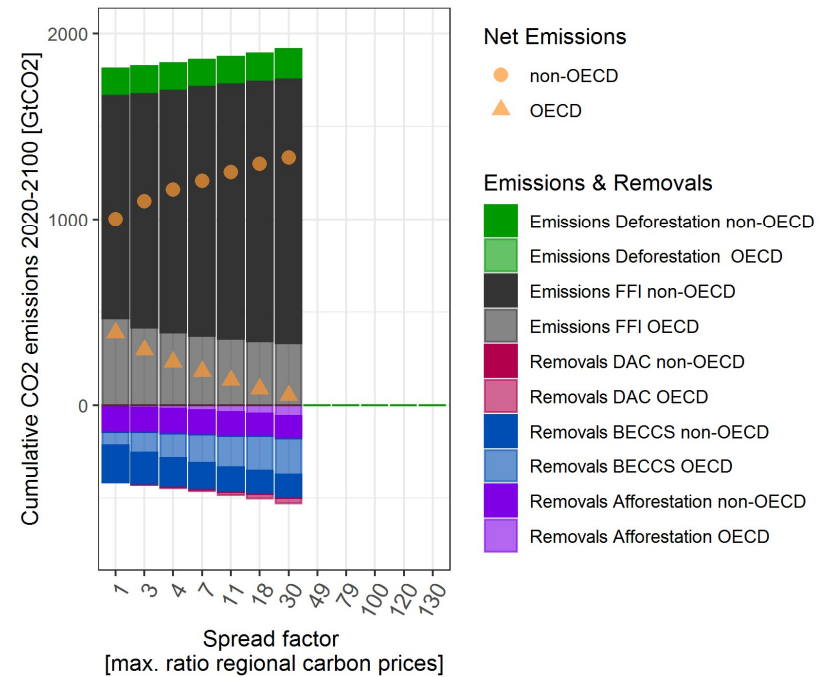 Cumulative CO2 emissions 2020-2100 [GtCO2]
2000
1000
0
1 3 4 7 11 18 30 49 79 100 120 130
Spread factor
[max. ratio regional carbon prices]
Net Emissions
non-OECD
OECD
Emissions & Removals
Emissions Deforestation non-OECD
Emissions Deforestation  OECD
Emissions FFI non-OECD
Emissions FFI OECD
Removals DAC non-OECD
Removals DAC OECD
Removals BECCS non-OECD
Removals BECCS OECD
Removals Afforestation non-OECD
Removals Afforestation OECD